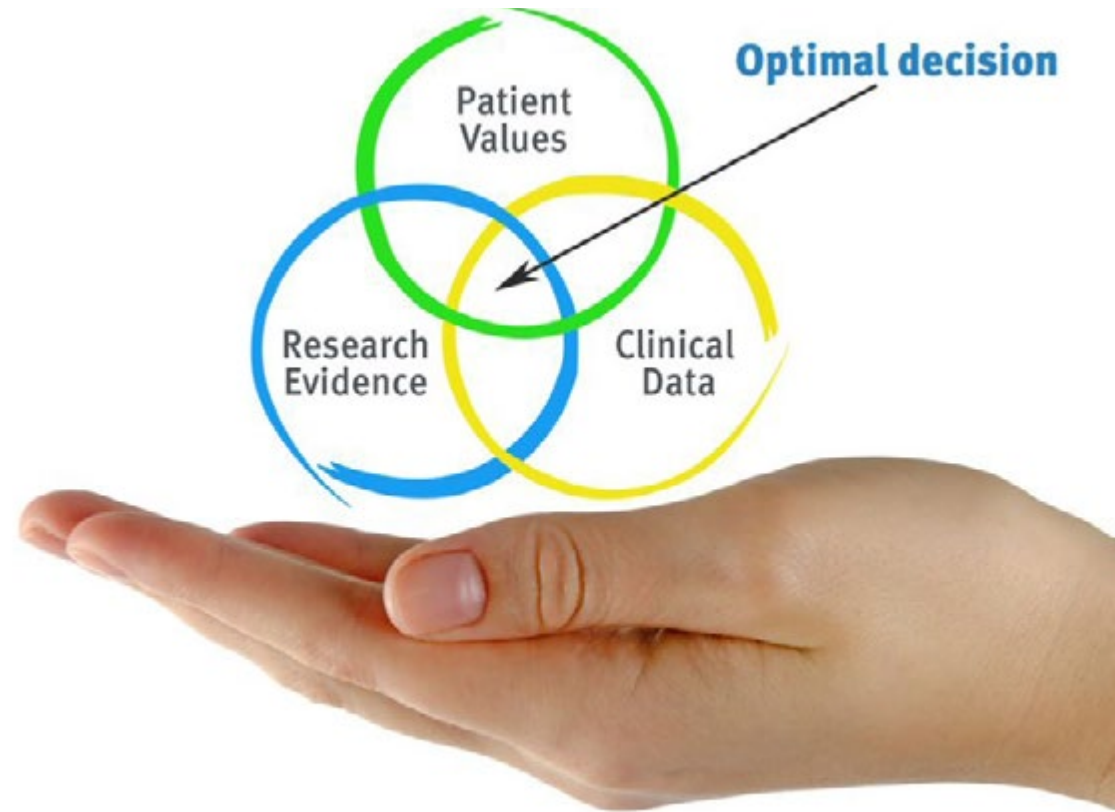 Optimal decision
Patient
Values
Research
Evidence
Clinical
Data